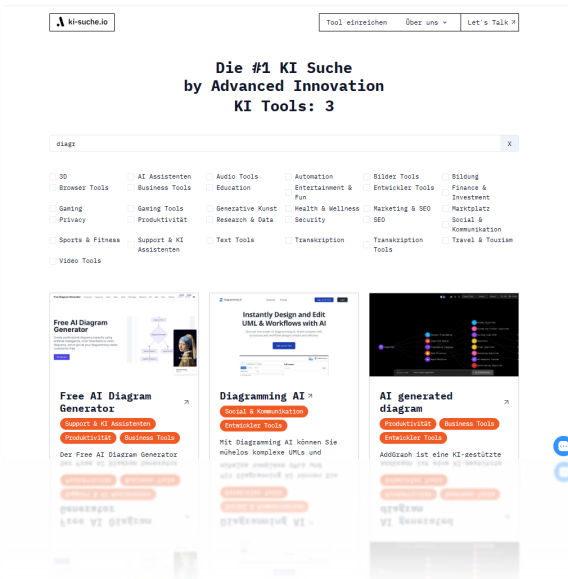 ki-suche.io
Tool einreichen Über uns Let's Talk
Die #1 KI Suche
by Advanced Innovation
KI Tools: 3
diagr X
3D AI Assistenten Audio Tools Automation Bilder Tools Bildung
Browser Tools Business Tools Education Entertainment & Fun Entwickler Tools Finance & Investment
Gaming Gaming Tools Generative Kunst Health & Wellness Marketing & SEO Marktplatz
Privacy Produktivität Research & Data Security SEO Social & Kommunikation
Sports & Fitness Support & KI Assistenten Text Tools Transkription Transkription Tools Travel & Tourism
Video Tools
Free AI Diagram
Generator
Instantly Design and Edit
UML & Workflows with AI
Free AI Diagram
Generator
Support & KI Assistenten
Produktivität Business Tools
Der Free AI Diagram Generator
Diagramming AI
Social & Kommunikation
Entwickler Tools
Mit Diagramming AI können Sie
mühelos komplexe UMLs und
AI generated
diagram
Produktivität Business Tools
Entwickler Tools
AddGraph ist eine KI-gestützte